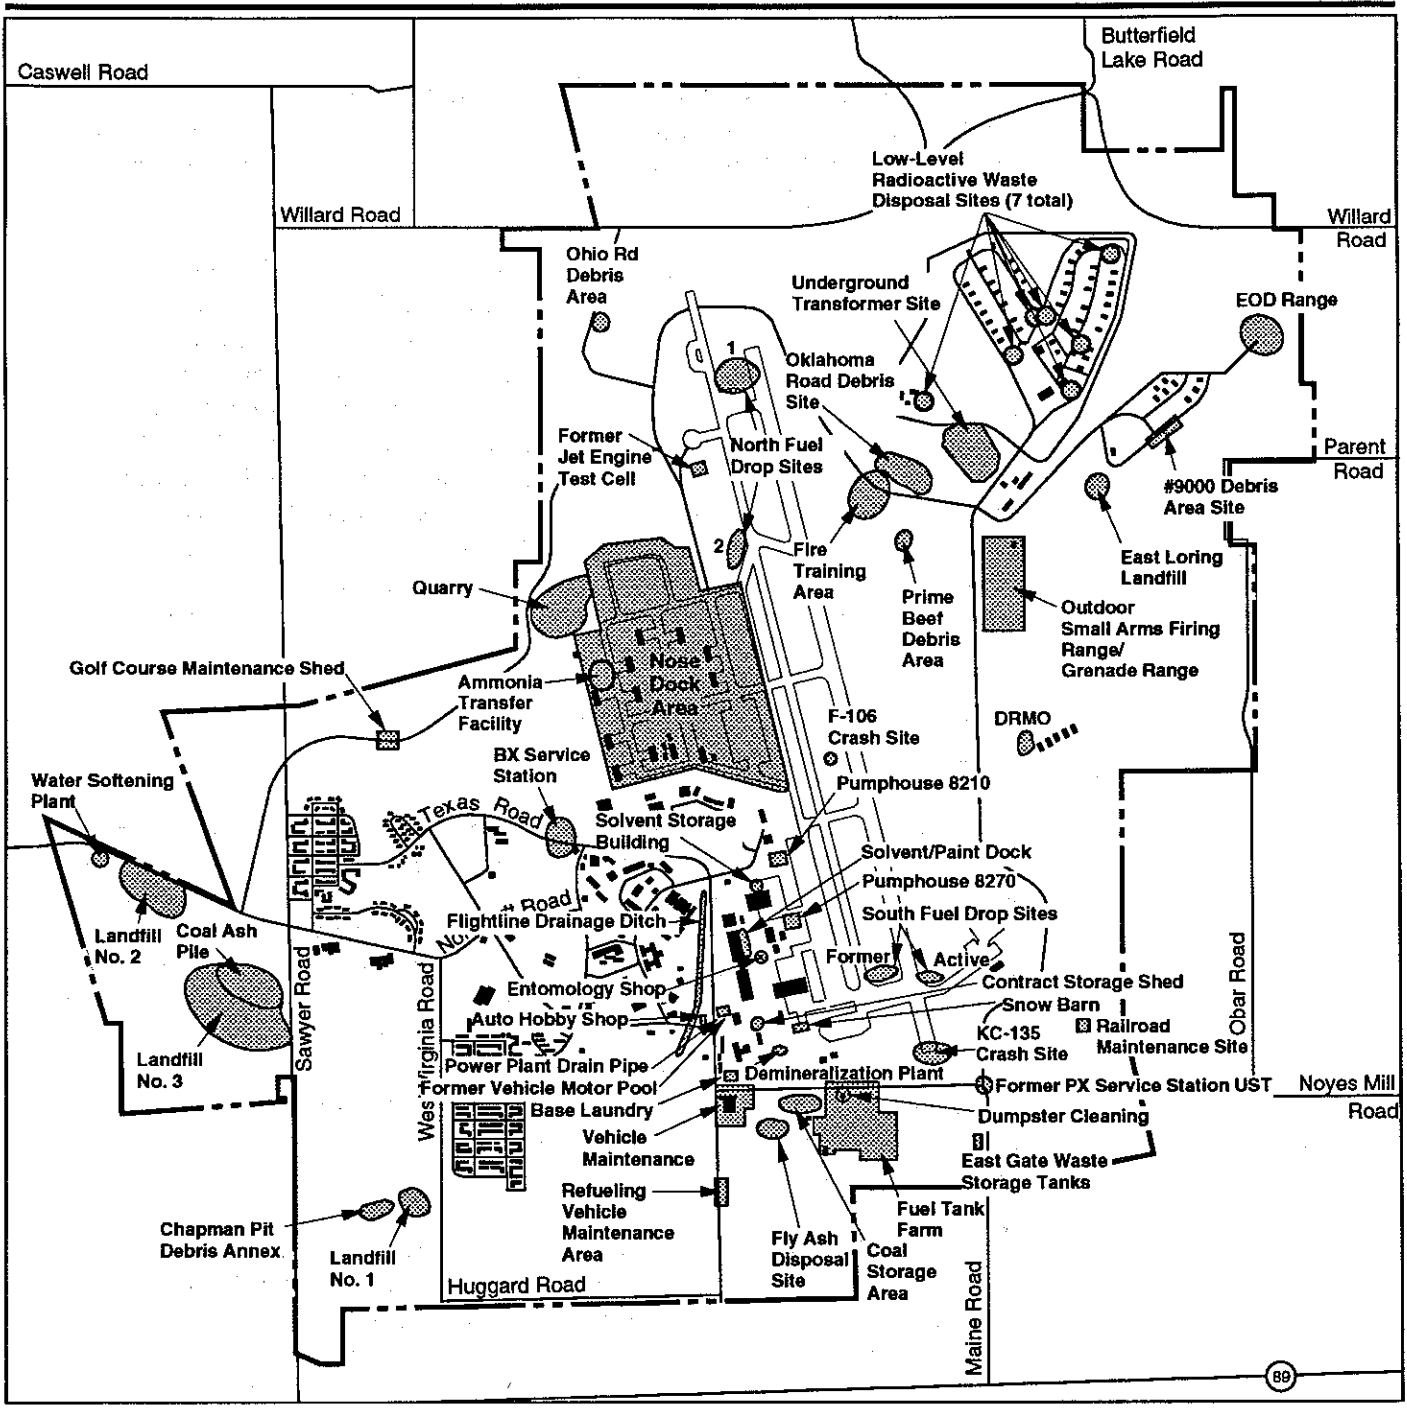 Butterfield
Lake Road
Caswell Road
Low-Level
Radioactive Waste
Disposal Sites (7 total)
Willard Road
Willard
Road
Ohio Rd
Debris
Area
Underground
Transformer Site
EOD Range
1
Oklahoma
Road Debris
Site
Former
Jet Engine
Test Cell
North Fuel
Drop Sites
Parent
Road
#9000 Debris
Area Site
2
Fire
Training
Area
East Loring
Landfill
Quarry
Prime
Beef
Debris
Area
Outdoor
Small Arms Firing
Range/
Grenade Range
Golf Course Maintenance Shed
Nose
Dock
Area
Ammonia
Transfer
Facility
F-106
Crash Site
DRMO
BX Service
Station
Water Softening
Plant
Pumphouse 8210
Texas Road
Solvent Storage
Building
Solvent/Paint Dock
Pumphouse 8270
Flightline Drainage Ditch
South Fuel Drop Sites
Landfill
No. 2
Coal Ash
Pile
Road
Former
Active
Sawyer Road
West Virginia Road
Obar Road
Entomology Shop
Contract Storage Shed
Snow Barn
Auto Hobby Shop
KC-135
Crash Site
Railroad
Maintenance Site
Landfill
No. 3
Power Plant Drain Pipe
Demineralization Plant
Former Vehicle Motor Pool
Former PX Service Station UST
Noyes Mill
Road
Base Laundry
Dumpster Cleaning
Vehicle
Maintenance
East Gate Waste
Storage Tanks
Refueling
Vehicle
Maintenance
Area
Fuel Tank
Farm
Chapman Pit
Debris Annex
Landfill
No. 1
Fly Ash
Disposal
Site
Coal
Storage
Area
Huggard Road
Maine Road
89